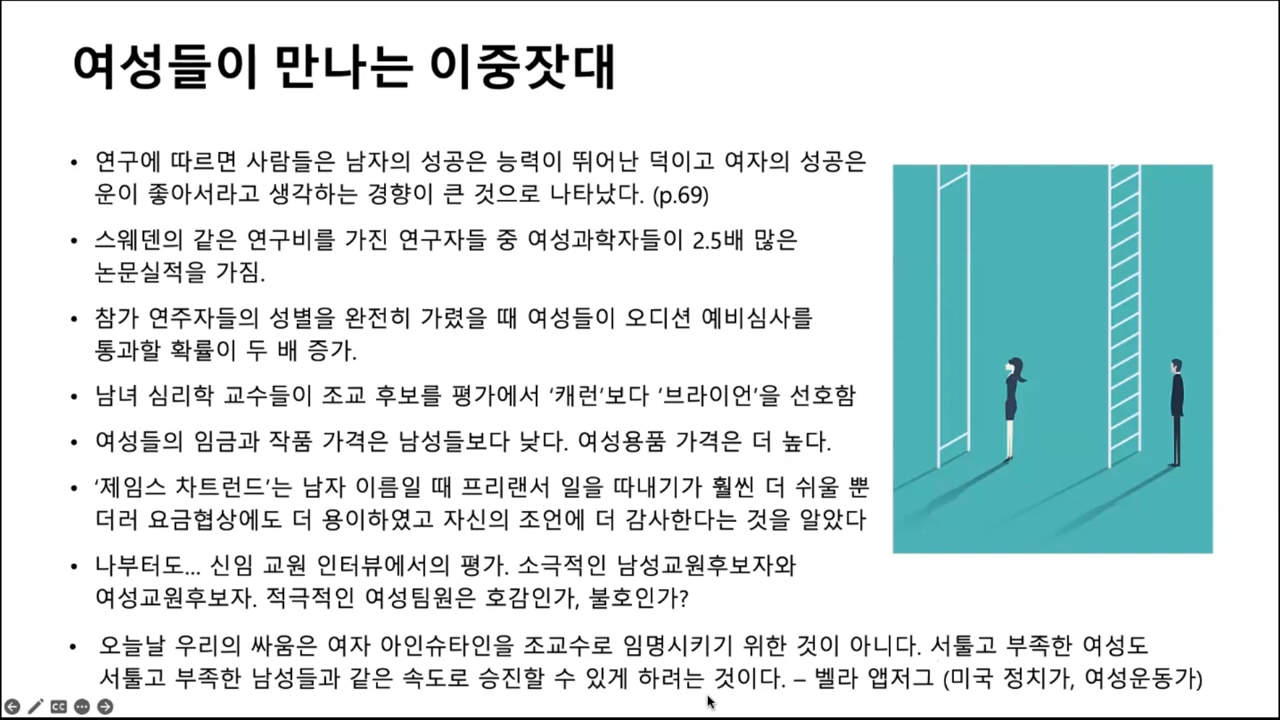 여성들이 만나는 이중잣대
• 연구에 따르면 사람들은 남자의 성공은 능력이 뛰어난 덕이고 여자의 성공은
운이 좋아서라고 생각하는 경향이 큰 것으로 나타났다. (p.69)
• 스웨덴의 같은 연구비를 가진 연구자들 중 여성과학자들이 2.5배 많은
논문실적을 가짐.
• 참가 연주자들의 성별을 완전히 가렸을 때 여성들이 오디션 예비심사를
통과할 확률이 두 배 증가.
• 남녀 심리학 교수들이 조교 후보를 평가에서 ‘캐런’보다 ‘브라이언’을 선호함
• 여성들의 임금과 작품 가격은 남성들보다 낮다. 여성용품 가격은 더 높다.
• ‘제임스 차트런드’는 남자 이름일 때 프리랜서 일을 따내기가 훨씬 더 쉬울 뿐
더러 요금협상에도 더 용이하였고 자신의 조언에 더 감사한다는 것을 알았다
• 나부터도... 신임 교원 인터뷰에서의 평가. 소극적인 남성교원후보자와
여성교원후보자. 적극적인 여성팀원은 호감인가, 불호인가?
• 오늘날 우리의 싸움은 여자 아인슈타인을 조교수로 임명시키기 위한 것이 아니다. 서툴고 부족한 여성도
서툴고 부족한 남성들과 같은 속도로 승진할 수 있게 하려는 것이다. – 벨라 앱저그 (미국 정치가, 여성운동가)
CC